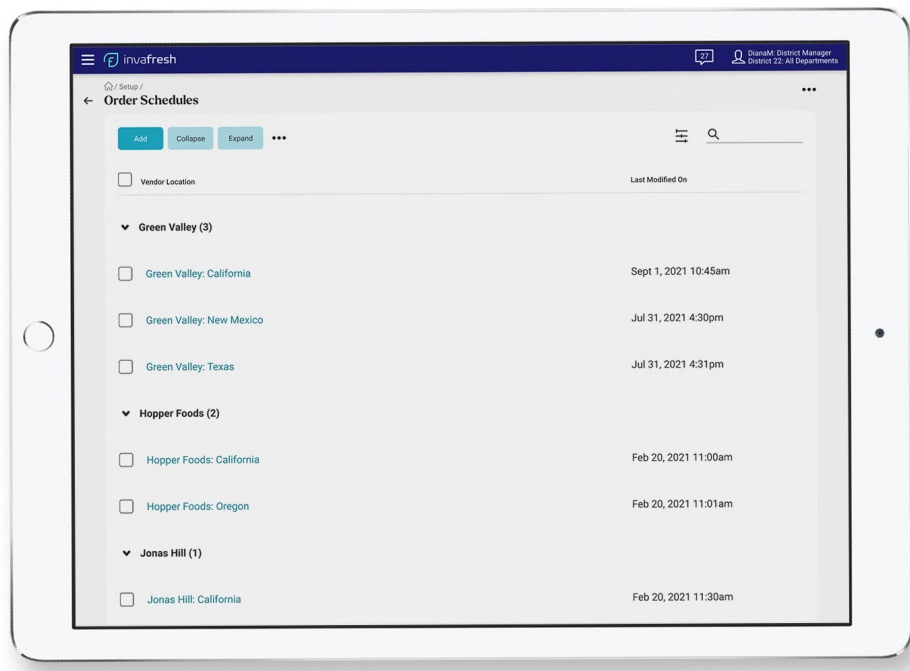 invafresh
27
DianaM: District Manager
District 22: All Departments
/ Setup /
Order Schedules
Add Collapse Expand
Vendor Location Last Modified On
Green Valley (3)
Green Valley: California Sept 1, 2021 10:45am
Green Valley: New Mexico Jul 31, 2021 4:30pm
Green Valley: Texas Jul 31, 2021 4:31pm
Hopper Foods (2)
Hopper Foods: California Feb 20, 2021 11:00am
Hopper Foods: Oregon Feb 20, 2021 11:01am
Jonas Hill (1)
Jonas Hill: California Feb 20, 2021 11:30am